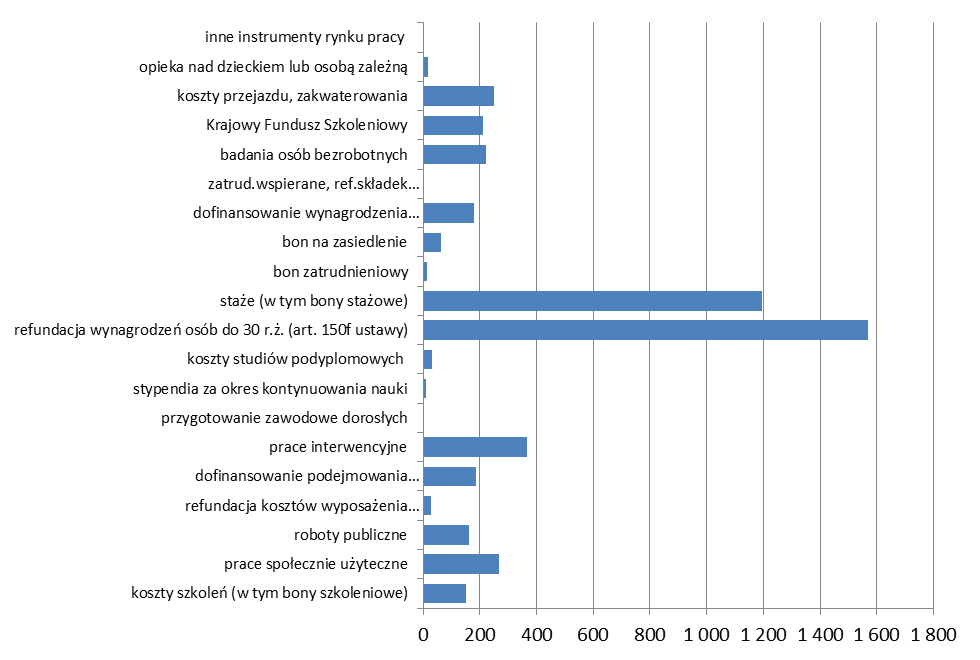 inne instrumenty rynku pracy
opieka nad dzieckiem lub osobą zależną
koszty przejazdu, zakwaterowania
Krajowy Fundusz Szkoleniowy
badania osób bezrobotnych
zatrud.wspierane, ref.składek...
dofinansowanie wynagrodzenia...
bon na zasiedlenie
bon zatrudnieniowy
staże (w tym bony stażowe)
refundacja wynagrodzeń osób do 30 r.ż. (art. 150f ustawy)
koszty studiów podyplomowych
stypendia za okres kontynuowania nauki
przygotowanie zawodowe dorosłych
prace interwencyjne
dofinansowanie podejmowania...
refundacja kosztów wyposażenia...
roboty publiczne
prace społecznie użyteczne
koszty szkoleń (w tym bony szkoleniowe)
0 200 400 600 800 1 000 1 200 1 400 1 600 1 800